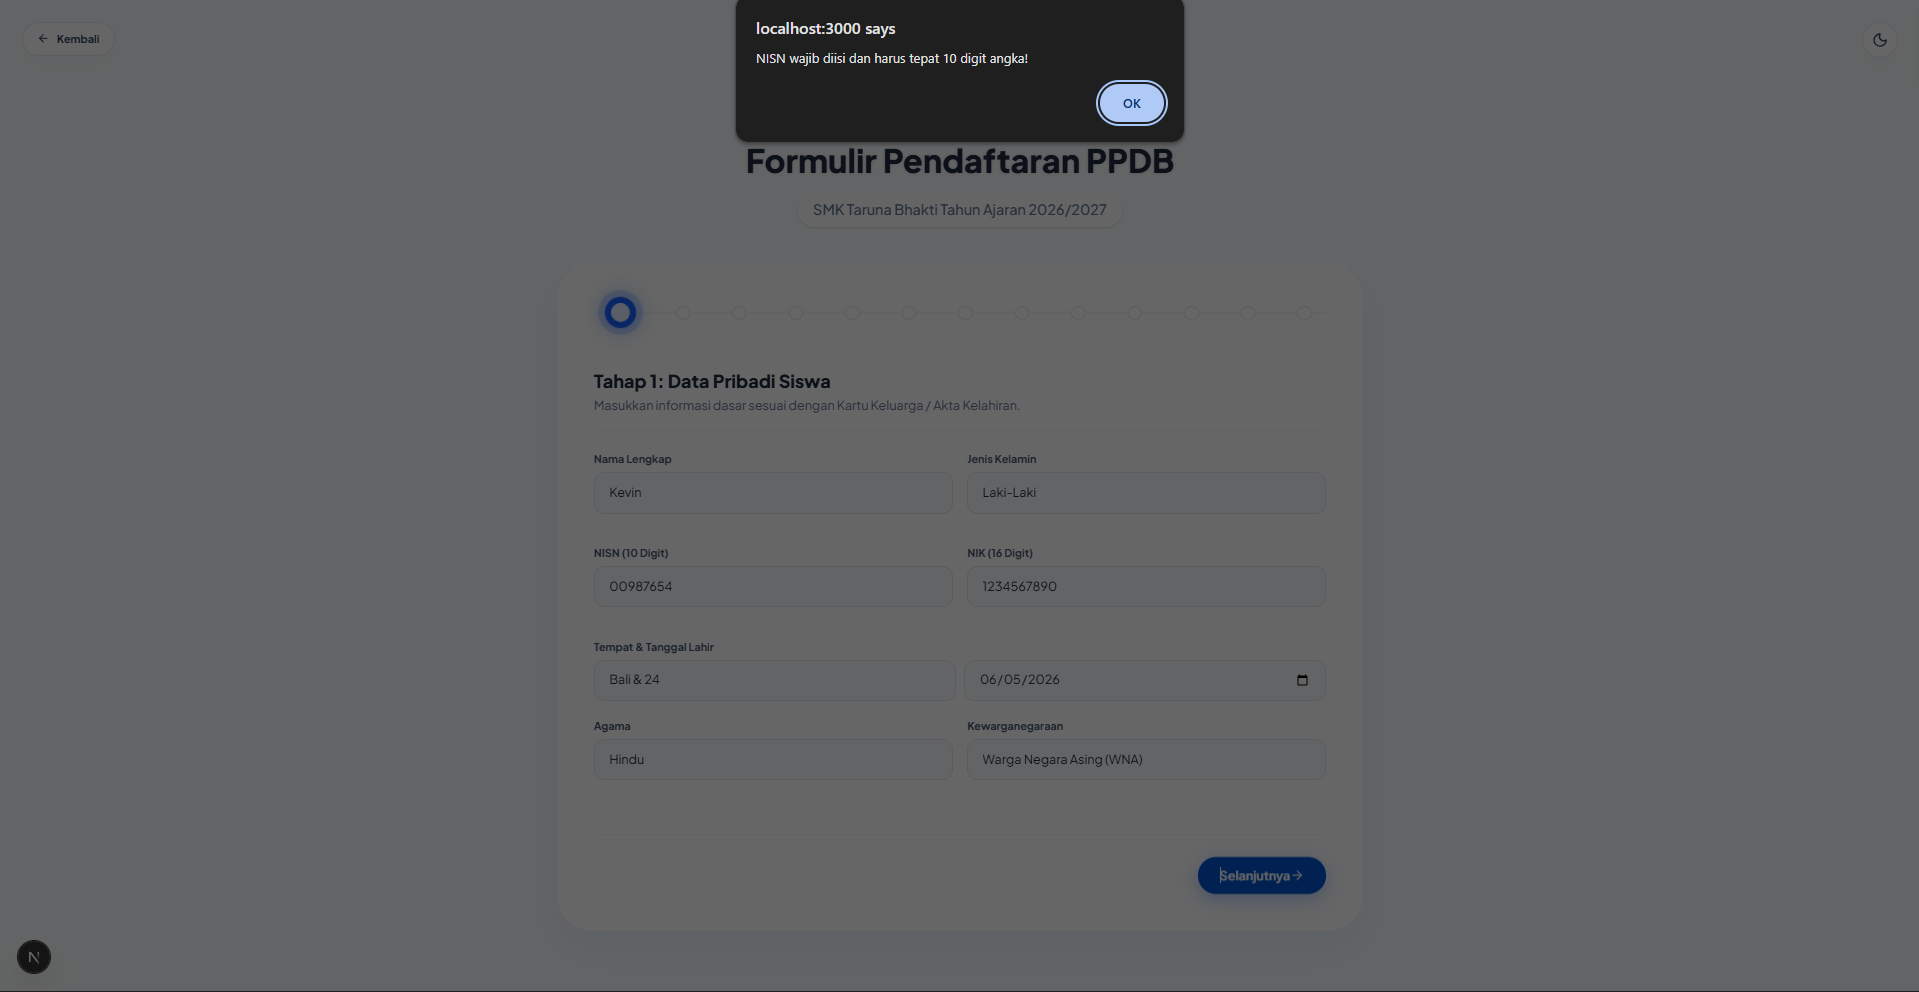 Kembali
localhost:3000 says
NISN wajib diisi dan harus tepat 10 digit angka!
OK
Formulir Pendaftaran PPDB
SMK Taruna Bhakti Tahun Ajaran 2026/2027
Tahap 1: Data Pribadi Siswa
Masukkan informasi dasar sesuai dengan Kartu Keluarga / Akta Kelahiran.
Nama Lengkap
Jenis Kelamin
Kevin
Laki-Laki
NISN (10 Digit)
NIK (16 Digit)
00987654
1234567890
Tempat & Tanggal Lahir
Bali & 24
06/05/2026
Agama
Kewarganegaraan
Hindu
Warga Negara Asing (WNA)
Selanjutnya
N